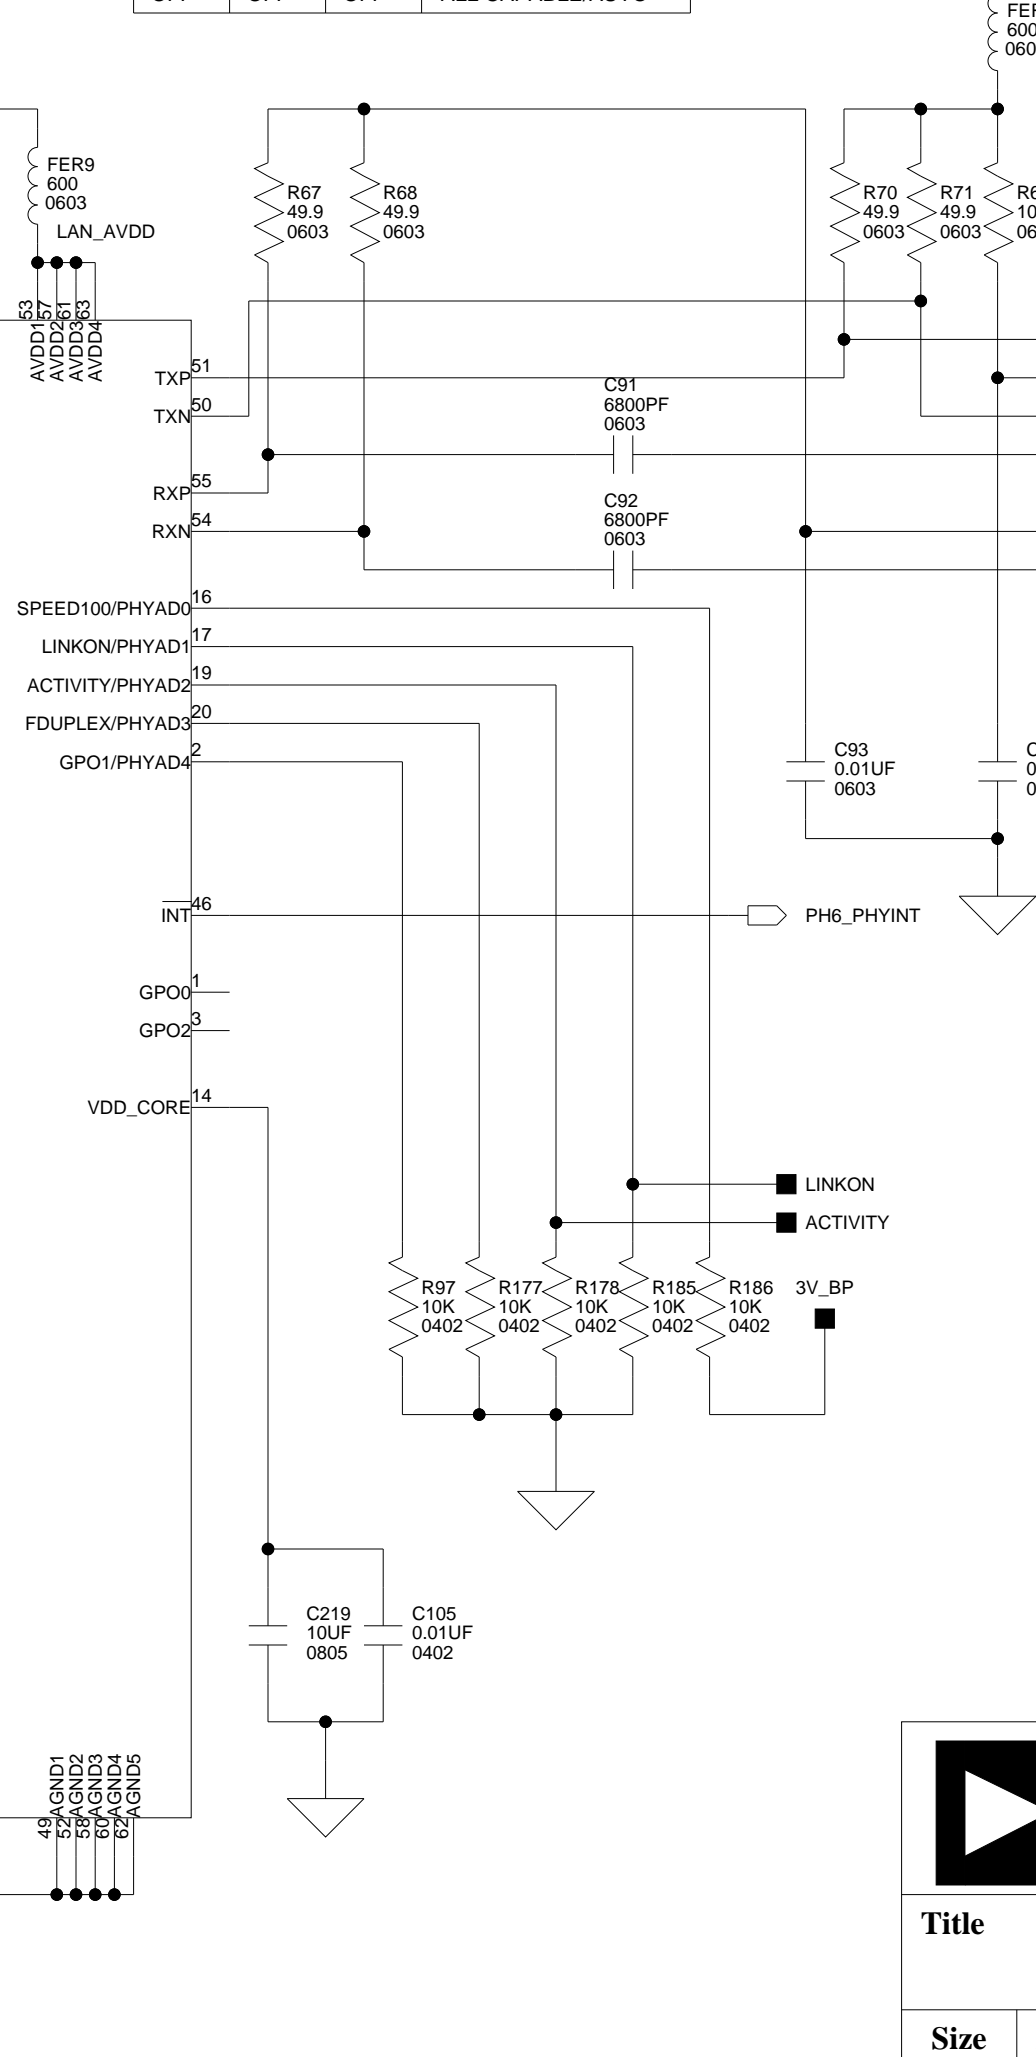 FER9
600
0603
LAN_AVDD
R67
49.9
0603
R68
49.9
0603
R70
49.9
0603
R71
49.9
0603
600
53
57
61
63
AVDD1
AVDD2
AVDD3
AVDD4
TXP
51
TXN
50
RXP
55
RXN
54
C91
6800PF
0603
C92
6800PF
0603
SPEED100/PHYAD0
16
LINKON/PHYAD1
17
ACTIVITY/PHYAD2
19
FDUPLEX/PHYAD3
20
GPO1/PHYAD4
2
C93
0.01UF
0603
INT
46
PH6_PHYINT
GPO0
1
GPO2
3
VDD_CORE
14
LINKON
ACTIVITY
3V_BP
R97
10K
0402
R177
10K
0402
R178
10K
0402
R185
10K
0402
R186
10K
0402
C219
10UF
0805
C105
0.01UF
0402
AGND1
AGND2
AGND3
AGND4
AGND5
49
52
58
60
62
Title
Size